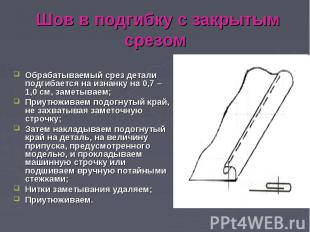 Шов в подгибку с закрытым
срезом
Обрабатываемый срез детали
подгибается на изнанку на 0,7 –
1,0 см, заметываем;
Приутюживаем подогнутый край,
не захватывая заметочную
строчку;
Затем накладываем подогнутый
край на деталь, на величину
припуска, предусмотренного
моделью, и прокладываем
машинную строчку или
подшиваем вручную потайными
стежками;
Нитки заметывания удаляем;
Приутюживаем.
PPt4WEB.ru